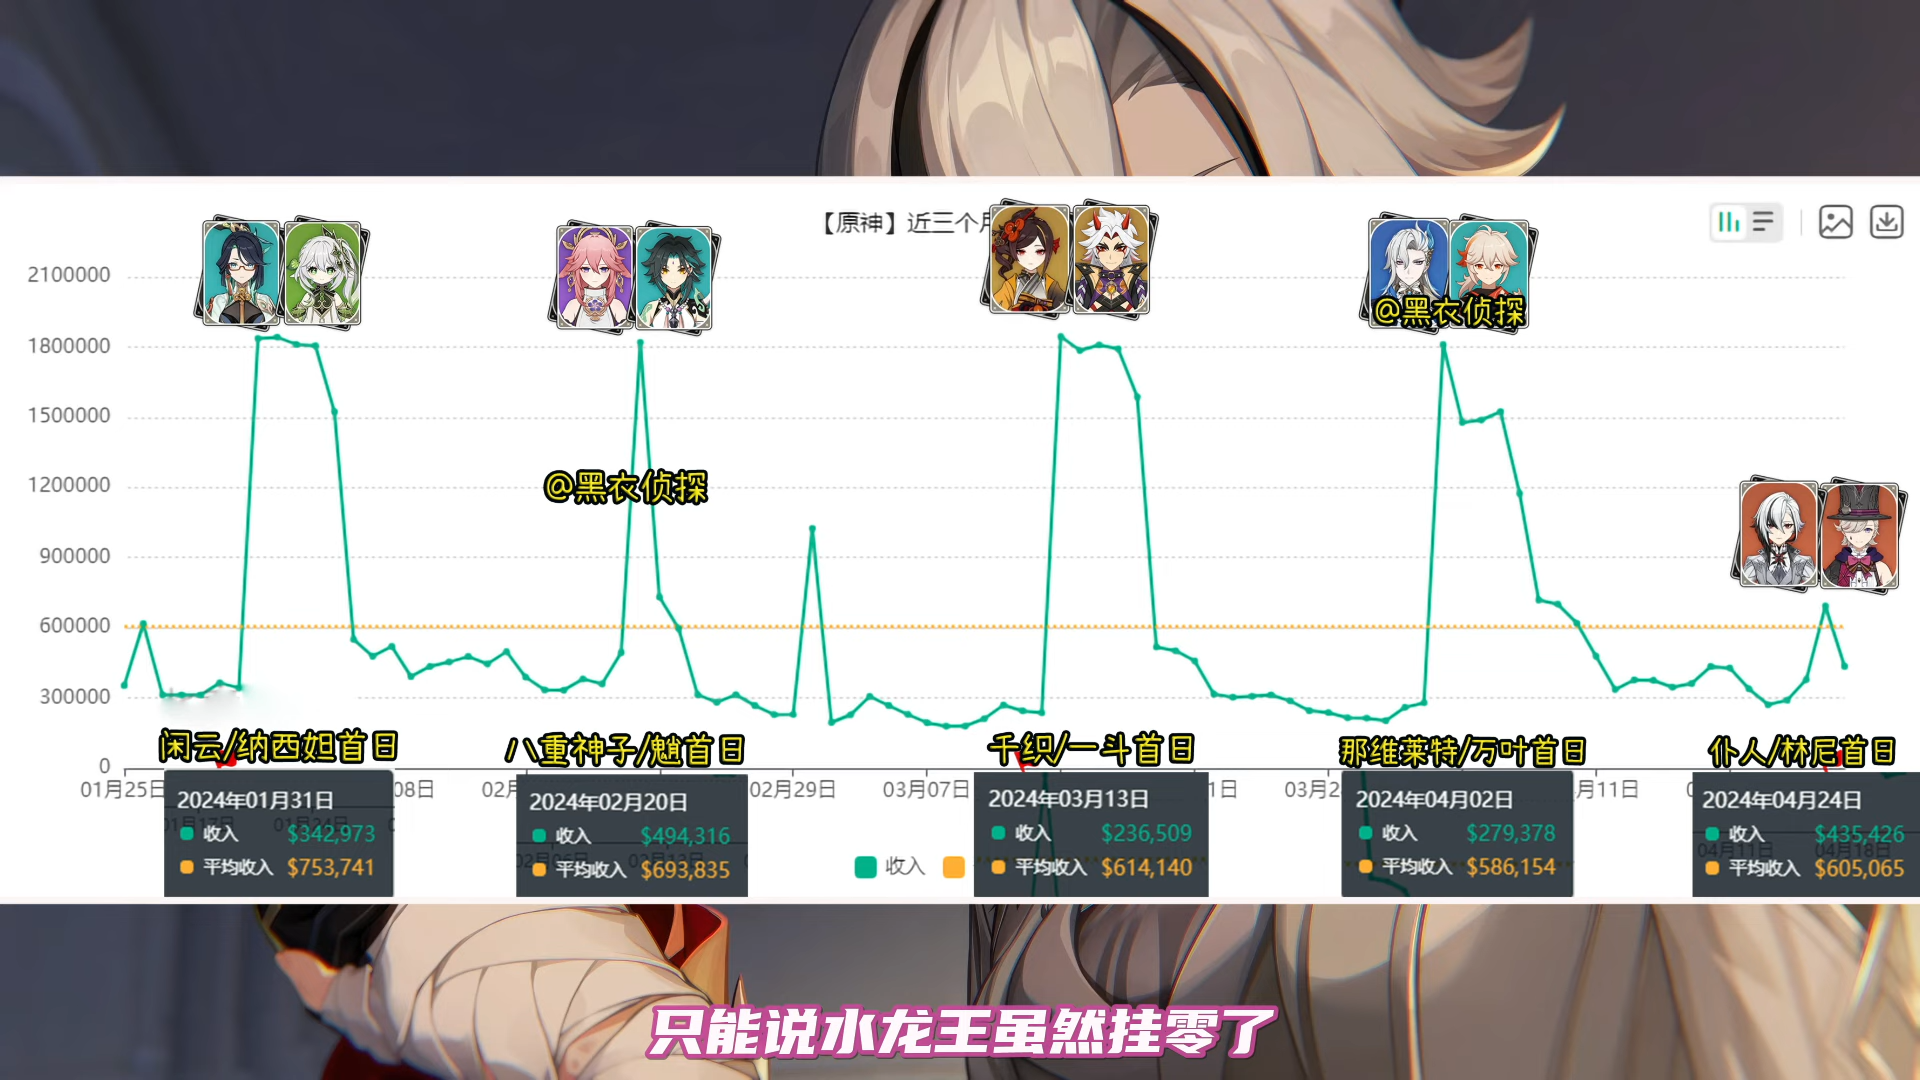 【原神】近三个月
2100000
1800000
1500000
1200000
900000
600000
300000
0
@黑衣侦探
@黑衣侦探
闲云/纳西妲首日
八重神子/魈首日
千织/一斗首日
那维莱特/万叶首日
仆人/林尼首日
01月25日
08日
02月29日
03月07日
1日
月11日
2024年01月31日
收入 $342,973
平均收入 $753,741
2024年02月20日
收入 $494,316
平均收入 $693,835
收入
2024年03月13日
收入 $236,509
平均收入 $614,140
2024年04月02日
收入 $279,378
平均收入 $586,154
2024年04月24日
收入 $435,426
平均收入 $605,065
只能说水龙王虽然挂零了